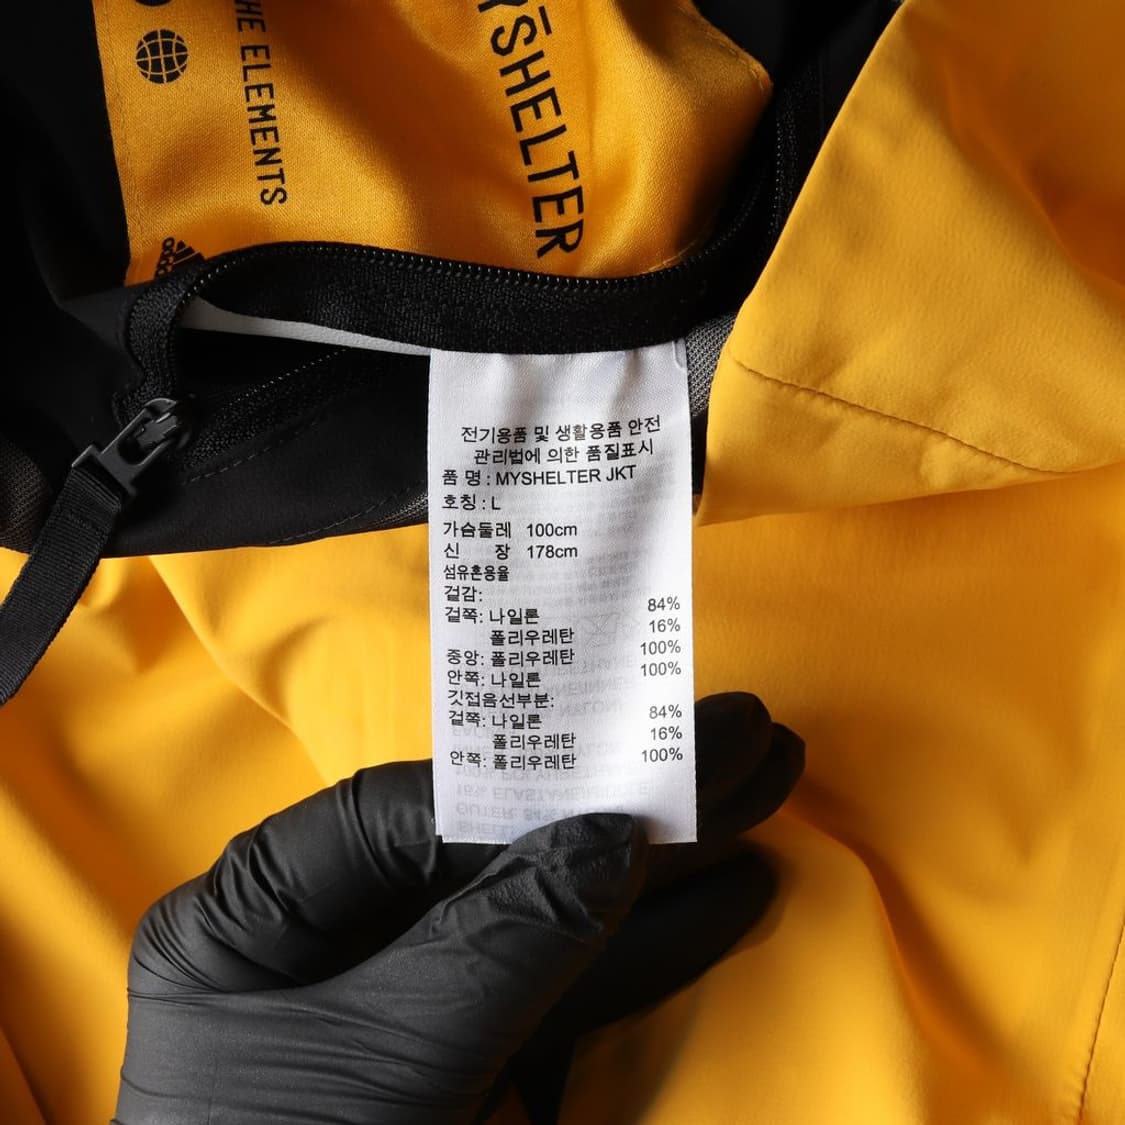 HE ELEMENTS
YSHELTER
adidas
전기용품 및 생활용품 안전
관리법에 의한 품질표시
품 명 : MYSHELTER JKT
호칭 : L
가슴둘레 100cm
신 장 178cm
섬유혼용율
겉감:
겉쪽: 나일론 84%
폴리우레탄 16%
중앙: 폴리우레탄 100%
안쪽: 나일론 100%
깃접음선부분:
겉쪽: 나일론 84%
폴리우레탄 16%
안쪽: 폴리우레탄 100%